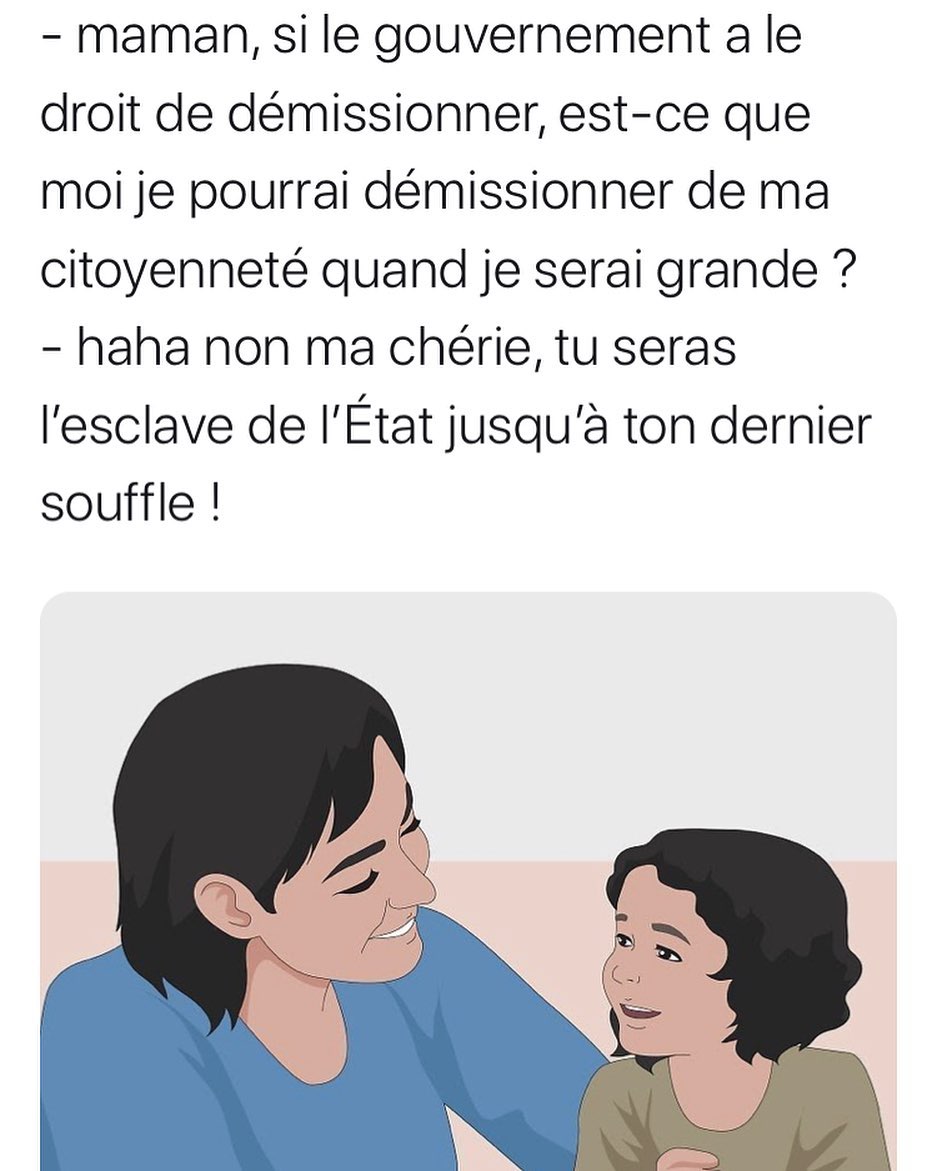 - maman, si le gouvernement a le
droit de démissionner, est-ce que
moi je pourrai démissionner de ma
citoyenneté quand je serai grande ?
- haha non ma chérie, tu seras
l’esclave de l’État jusqu’à ton dernier
souffle !